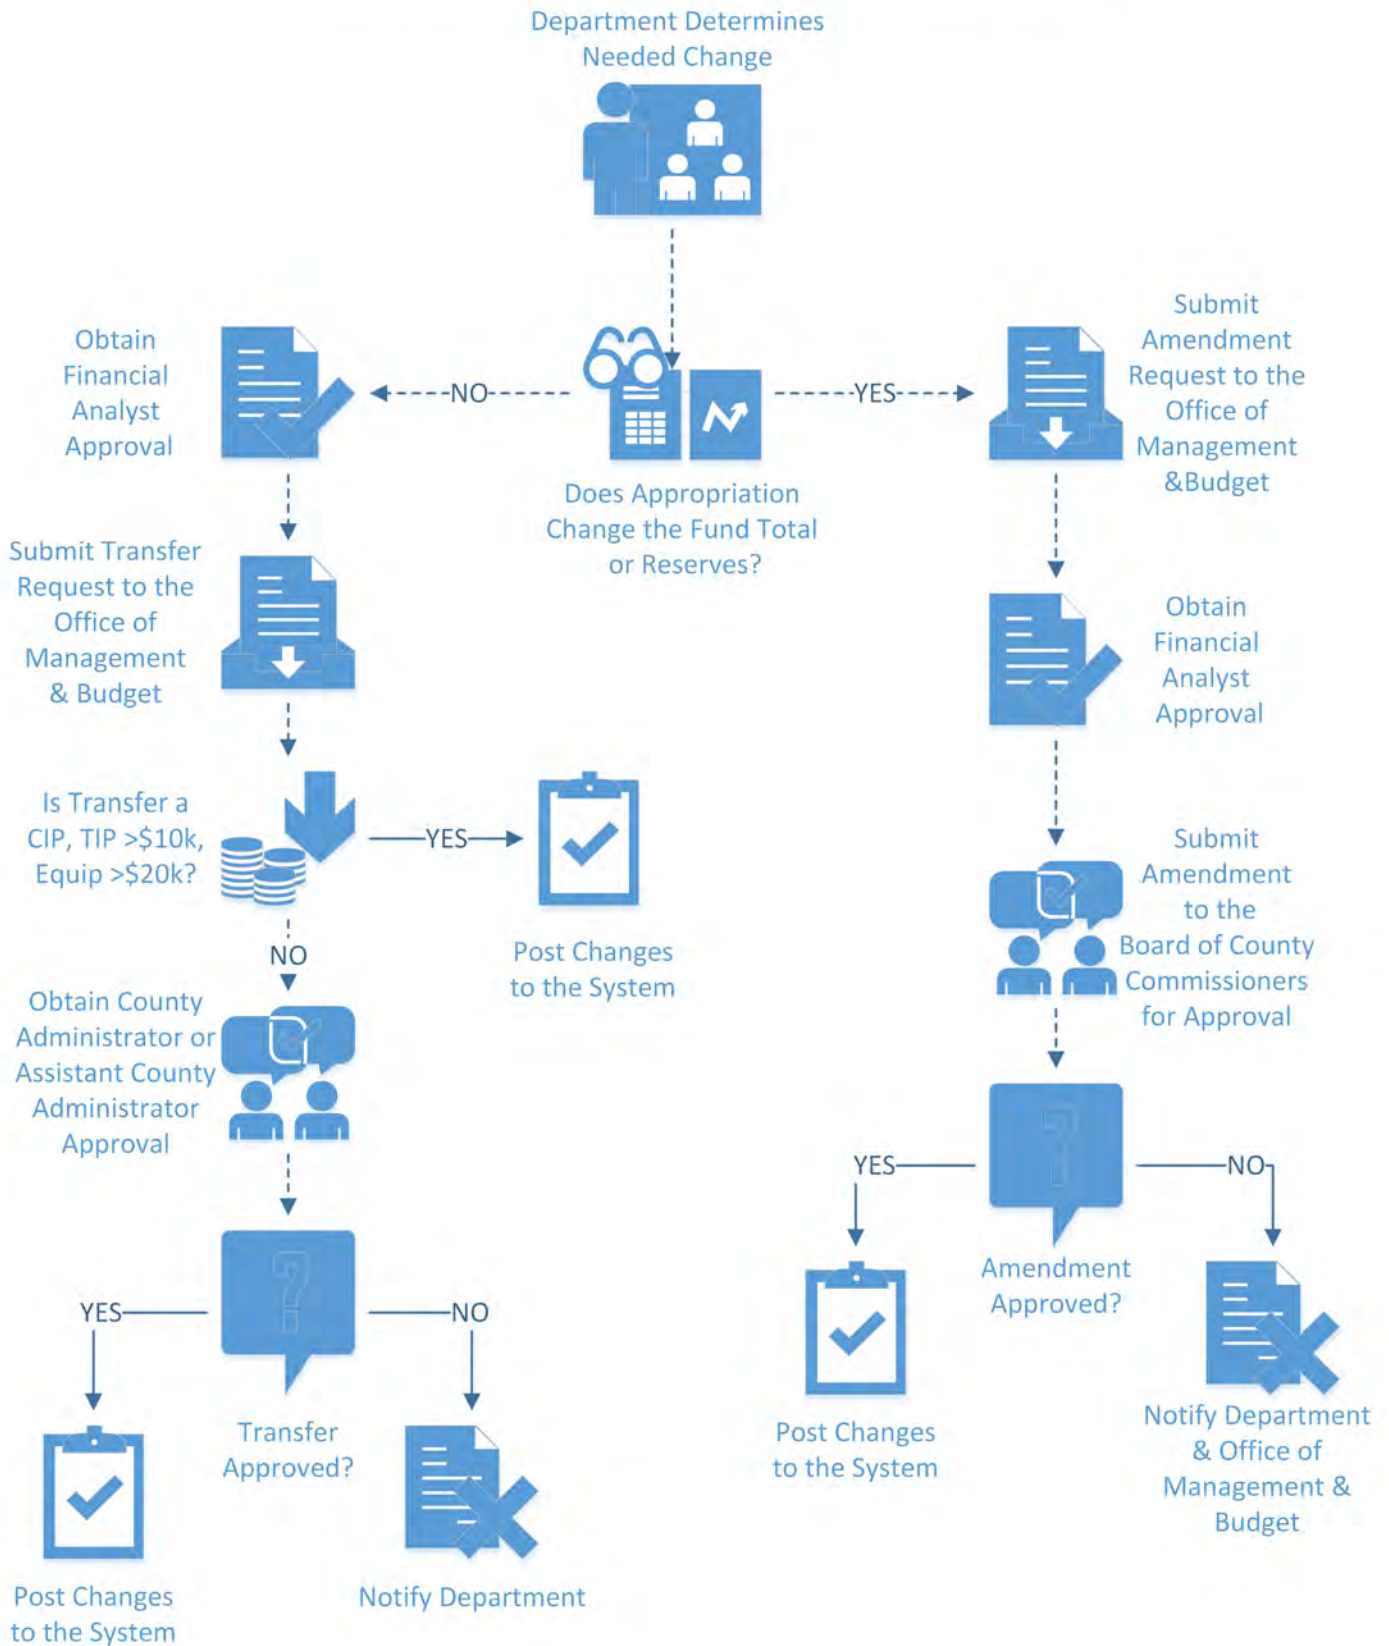 Department Determines
Needed Change
Obtain
Financial
Analyst
Approval
NO
YES
Submit
Amendment
Request to the
Office of
Management
&Budget
Does Appropriation
Change the Fund Total
or Reserves?
Submit Transfer
Request to the
Office of
Management
& Budget
Obtain
Financial
Analyst
Approval
Is Transfer a
CIP, TIP >$10k,
Equip >$20k?
YES
Post Changes
to the System
NO
Submit
Amendment
to the
Board of County
Commissioners
for Approval
Obtain County
Administrator or
Assistant County
Administrator
Approval
?
YES
NO
Amendment
Approved?
?
YES
NO
Transfer
Approved?
Post Changes
to the System
Notify Department
& Office of
Management &
Budget
Post Changes
to the System
Notify Department